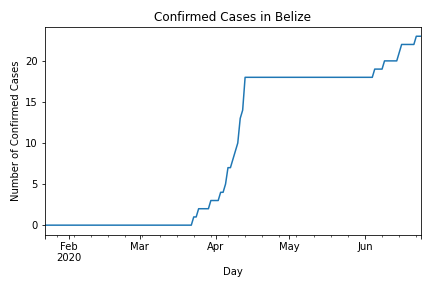 Confirmed Cases in Belize
Number of Confirmed Cases
20
15
10
5
0
Feb Mar Apr May Jun
2020
Day